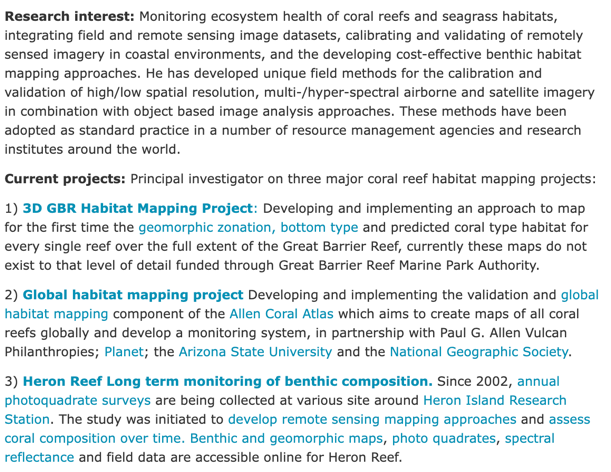 Research interest: Monitoring ecosystem health of coral reefs and seagrass habitats,
integrating field and remote sensing image datasets, calibrating and validating of remotely
sensed imagery in coastal environments, and the developing cost-effective benthic habitat
mapping approaches. He has developed unique field methods for the calibration and
validation of high/low spatial resolution, multi-/hyper-spectral airborne and satellite imagery
in combination with object based image analysis approaches. These methods have been
adopted as standard practice in a number of resource management agencies and research
institutes around the world.
Current projects: Principal investigator on three major coral reef habitat mapping projects:
1) 3D GBR Habitat Mapping Project: Developing and implementing an approach to map
for the first time the geomorphic zonation, bottom type and predicted coral type habitat for
every single reef over the full extent of the Great Barrier Reef, currently these maps do not
exist to that level of detail funded through Great Barrier Reef Marine Park Authority.
2) Global habitat mapping project Developing and implementing the validation and global
habitat mapping component of the Allen Coral Atlas which aims to create maps of all coral
reefs globally and develop a monitoring system, in partnership with Paul G. Allen Vulcan
Philanthropies; Planet; the Arizona State University and the National Geographic Society.
3) Heron Reef Long term monitoring of benthic composition. Since 2002, annual
photoquadrate surveys are being collected at various site around Heron Island Research
Station. The study was initiated to develop remote sensing mapping approaches and assess
coral composition over time. Benthic and geomorphic maps, photo quadrates, spectral
reflectance and field data are accessible online for Heron Reef.